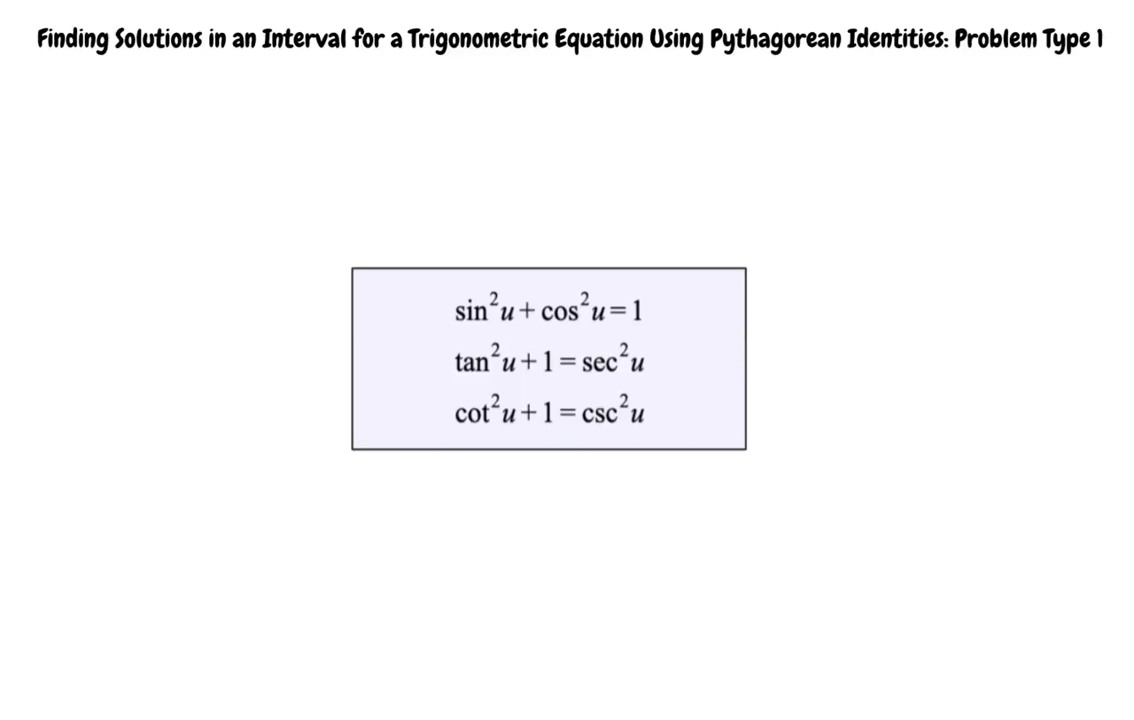 Finding Solutions in an Interval for a Trigonometric Equation Using Pythagorean Identities: Problem Type 1
sin²u + cos²u = 1
tan²u + 1 = sec²u
cot²u + 1 = csc²u